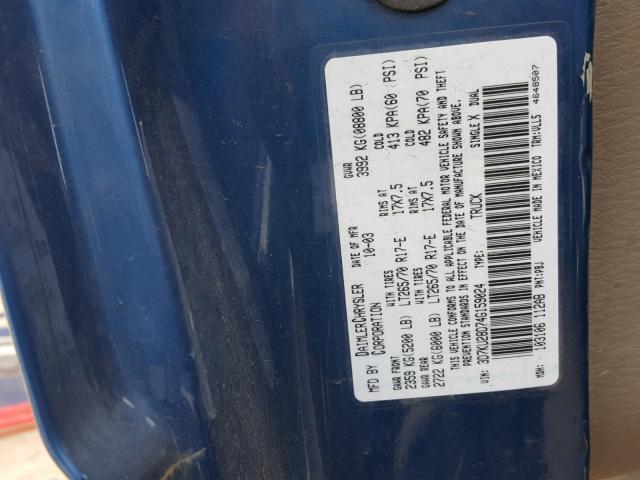 MFD BY DAIMLERCHRYSLER CORPORATION DATE OF MFR 10-03 GVWR 3992 KG(08800 LB)
GAWR FRONT WITH TIRES RIMS AT COLD
2359 KG(5200 LB) LT265/70 R17-E 17X7.5 413 KPA(60 PSI)
GAWR REAR WITH TIRES RIMS AT COLD
2722 KG(6000 LB) LT265/70 R17-E 17X7.5 482 KPA(70 PSI)
THIS VEHICLE CONFORMS TO ALL APPLICABLE FEDERAL MOTOR VEHICLE SAFETY AND THEFT
PREVENTION STANDARDS IN EFFECT ON THE DATE OF MANUFACTURE SHOWN ABOVE.
VIN: 3D7KU28D74G159024 TYPE: TRUCK SINGLE X DUAL
MDH: 103106 112AB PNT:PBJ VEHICLE MADE IN MEXICO TRM:VLL5 4648507